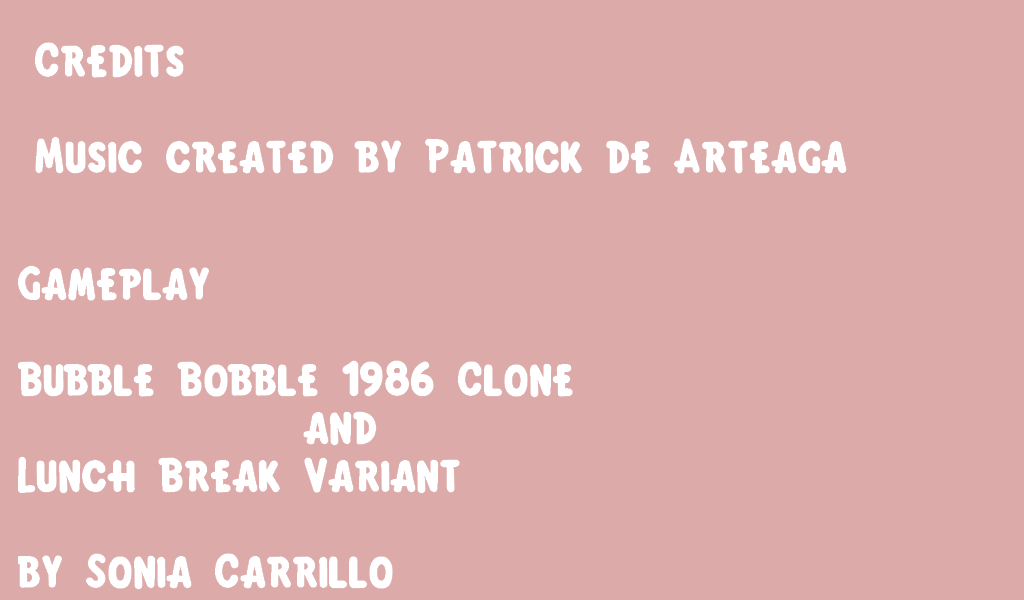 Credits
Music created by Patrick de Arteaga
Gameplay
Bubble Bobble 1986 Clone
and
Lunch Break Variant
by Sonia Carrillo